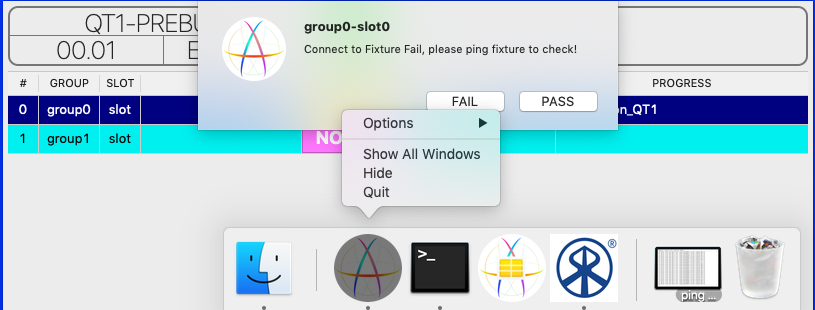 QT1-PREBU
00.01
group0-slot0
Connect to Fixture Fail, please ping fixture to check!
FAIL
PASS
# GROUP SLOT PROGRESS
0 group0 slot on_QT1
1 group1 slot NO
Options
Show All Windows
Hide
Quit
>_
®
ping ...